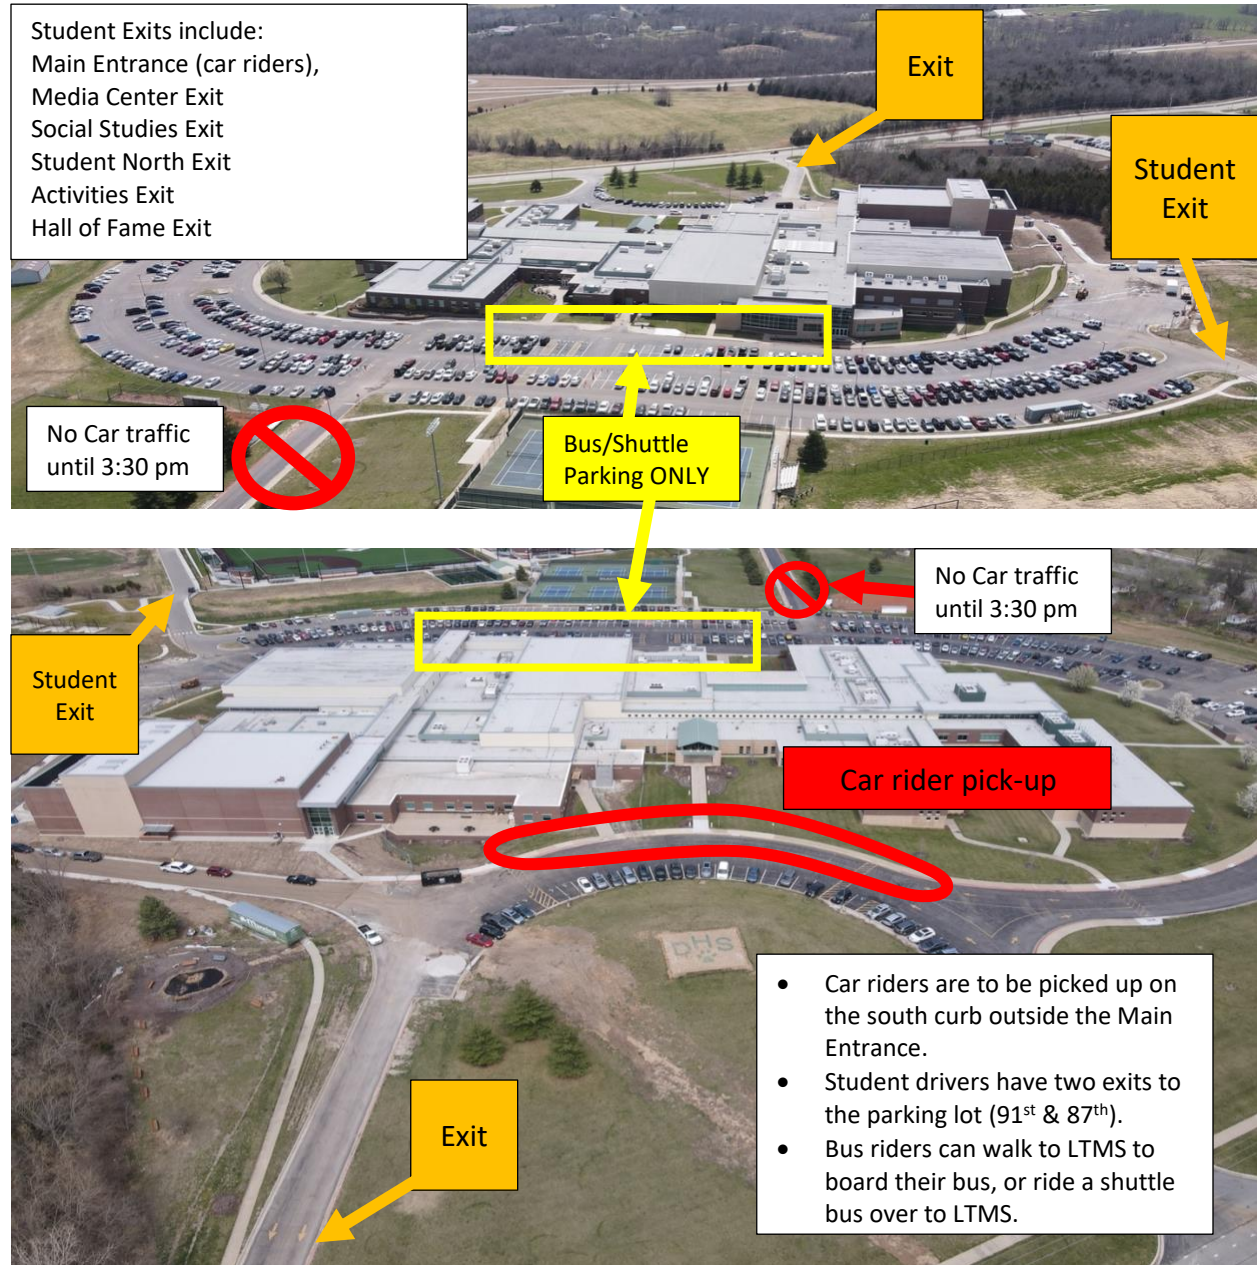 Student Exits include:
Main Entrance (car riders),
Media Center Exit
Social Studies Exit
Student North Exit
Activities Exit
Hall of Fame Exit
Exit
Student
Exit
No Car traffic
until 3:30 pm
Bus/Shuttle
Parking ONLY
No Car traffic
until 3:30 pm
Student
Exit
Car rider pick-up
DHS
• Car riders are to be picked up on
the south curb outside the Main
Entrance.
• Student drivers have two exits to
the parking lot (91st & 87th).
• Bus riders can walk to LTMS to
board their bus, or ride a shuttle
bus over to LTMS.
Exit